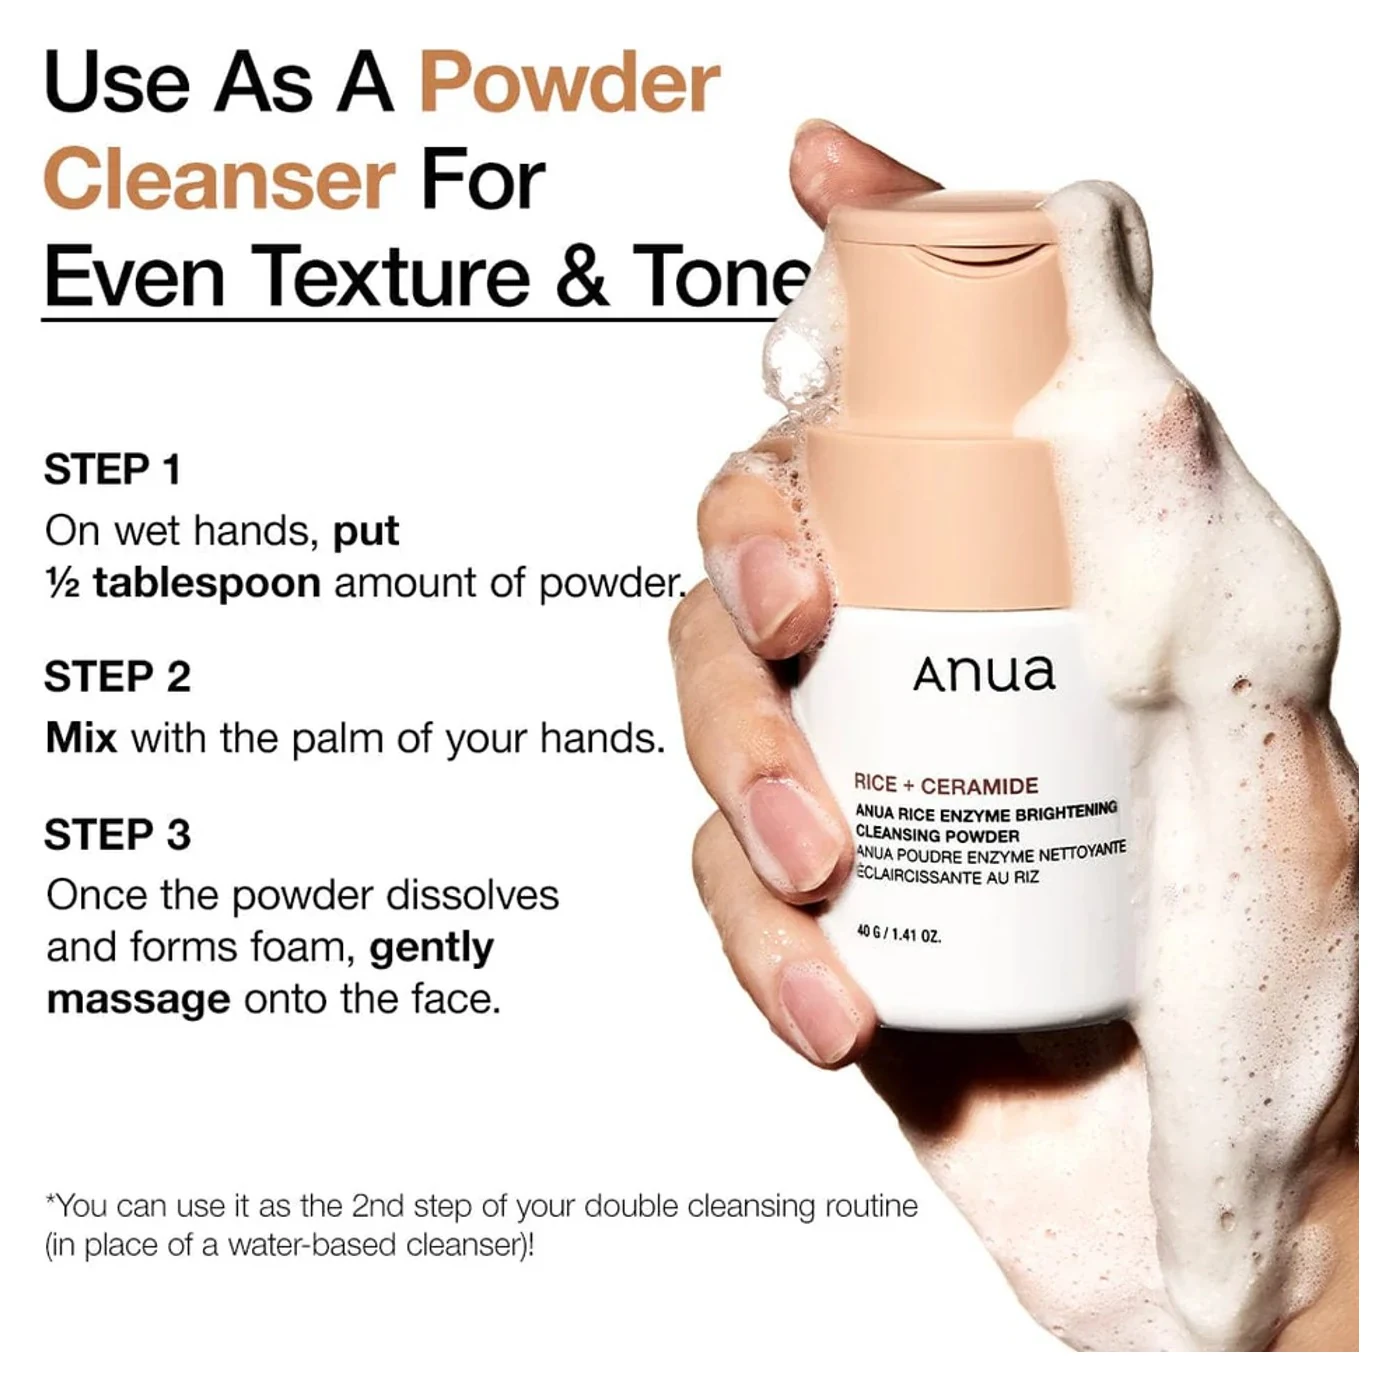 Use As A Powder
Cleanser For
Even Texture & Tone
STEP 1
On wet hands, put
½ tablespoon amount of powder.
STEP 2
Mix with the palm of your hands.
STEP 3
Once the powder dissolves
and forms foam, gently
massage onto the face.
*You can use it as the 2nd step of your double cleansing routine
(in place of a water-based cleanser)!
Anua
RICE + CERAMIDE
ANUA RICE ENZYME BRIGHTENING
CLEANSING POWDER
ANUA POUDRE ENZYME NETTOYANTE
ÉCLAIRCISSANTE AU RIZ
40 G / 1.41 OZ.